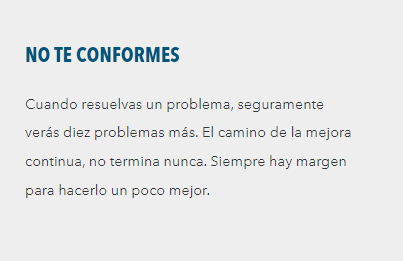 NO TE CONFORMES
Cuando resuelvas un problema, seguramente
verás diez problemas más. El camino de la mejora
continua, no termina nunca. Siempre hay margen
para hacerlo un poco mejor.